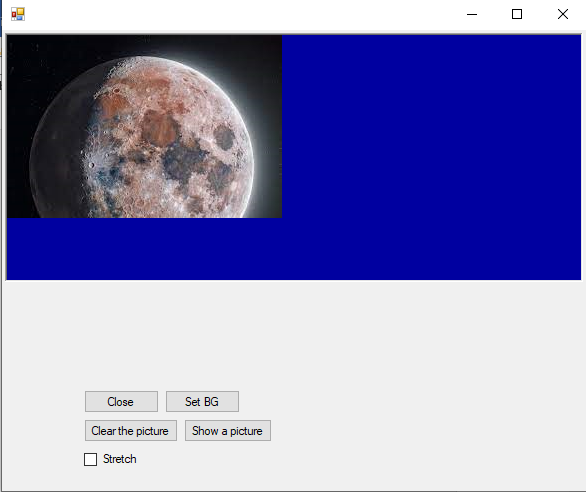 Close
Set BG
Clear the picture
Show a picture
Stretch